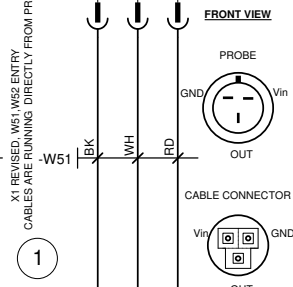 X1 REVISED, W51,W52 ENTRY
CABLES ARE RUNNING DIRECTLY FROM PR
FRONT VIEW
PROBE
GND
Vin
OUT
-W51
BK
WH
RD
CABLE CONNECTOR
Vin
GND
OUT
1